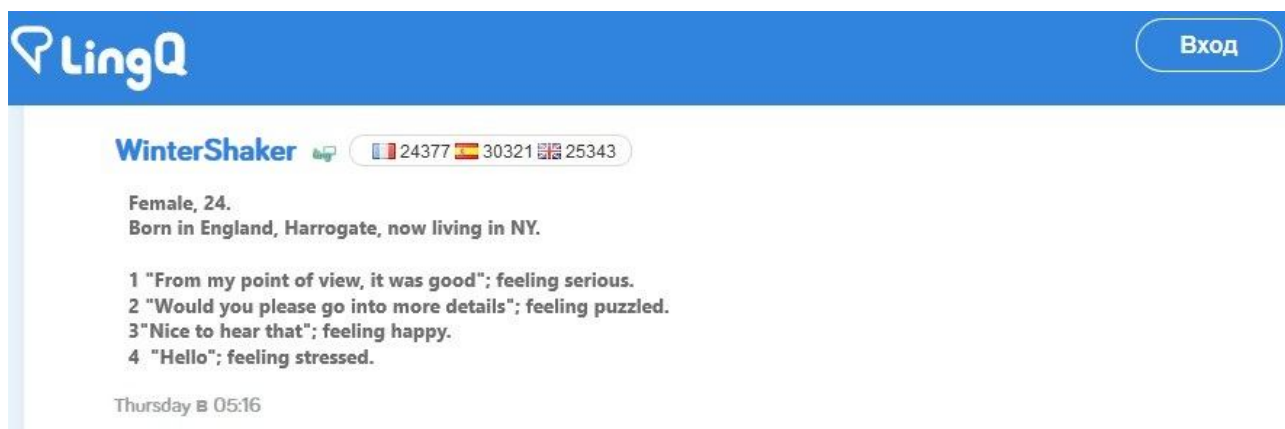 LingQ
Вход
WinterShaker 24377 30321 25343
Female, 24.
Born in England, Harrogate, now living in NY.
1 "From my point of view, it was good"; feeling serious.
2 "Would you please go into more details"; feeling puzzled.
3"Nice to hear that"; feeling happy.
4 "Hello"; feeling stressed.
Thursday в 05:16